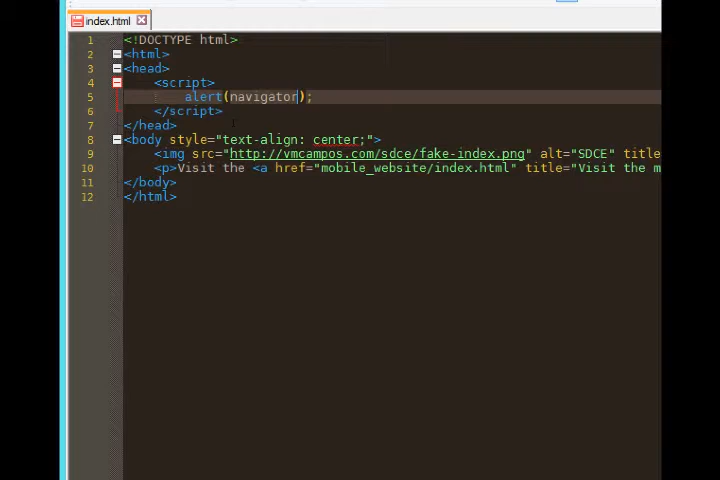 index.html
1 <!DOCTYPE html>
2 <html>
3 <head>
4 <script>
5 alert(navigator);
6 </script>
7 </head>
8 <body style="text-align: center;">
9 <img src="http://vmcampos.com/sdce/fake-index.png" alt="SDCE" title
10 <p>Visit the <a href="mobile_website/index.html" title="Visit the m
11 </body>
12 </html>